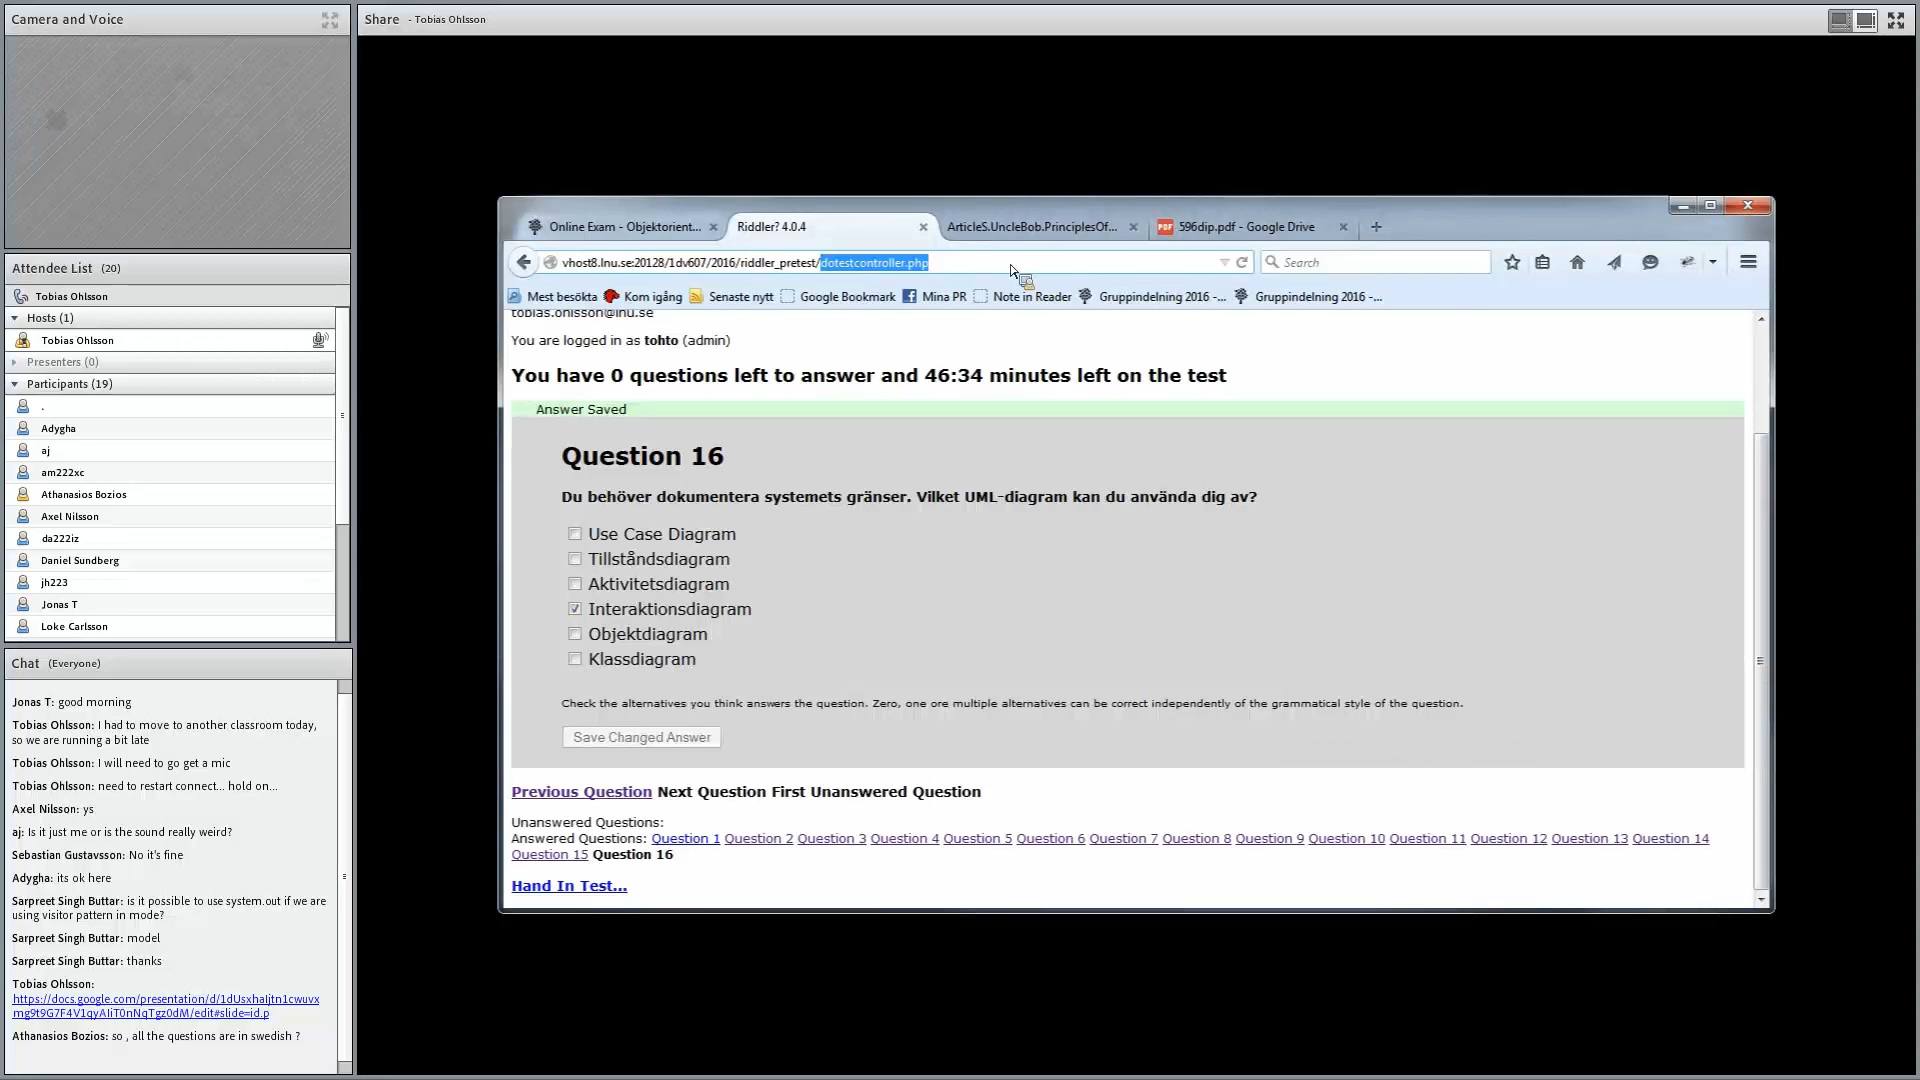 Camera and Voice
Share - Tobias Ohlsson
Attendee List (20)
Tobias Ohlsson
Hosts (1)
Tobias Ohlsson
Presenters (0)
Participants (19)
.
Adygha
aj
am222xc
Athanasios Bozios
Axel Nilsson
da222iz
Daniel Sundberg
jh223
Jonas T
Loke Carlsson
Chat (Everyone)
Jonas T: good morning
Tobias Ohlsson: I had to move to another classroom today,
so we are running a bit late
Tobias Ohlsson: I will need to go get a mic
Tobias Ohlsson: need to restart connect... hold on...
Axel Nilsson: ys
aj: Is it just me or is the sound really weird?
Sebastian Gustavsson: No it's fine
Adygha: its ok here
Sarpreet Singh Buttar: is it possible to use system.out if we are
using visitor pattern in mode?
Sarpreet Singh Buttar: model
Sarpreet Singh Buttar: thanks
Tobias Ohlsson:
https://docs.google.com/presentation/d/1dUsxhaIjtn1cwuvx
mg9t9G7F4V1qyAIiT0nNqTgz0dM/edit#slide=id.p
Athanasios Bozios: so , all the questions are in swedish ?
Online Exam - Objektorient... Riddler? 4.0.4 ArticleS.UncleBob.PrinciplesOf... 596dip.pdf - Google Drive
vhost8.lnu.se:20128/1dv607/2016/riddler_pretest/dotestcontroller.php Search
Mest besökta Kom igång Senaste nytt Google Bookmark Mina PR Note in Reader Gruppindelning 2016 -... Gruppindelning 2016 -...
tobias.ohlsson@lnu.se
You are logged in as tohto (admin)
You have 0 questions left to answer and 46:34 minutes left on the test
Answer Saved
Question 16
Du behöver dokumentera systemets gränser. Vilket UML-diagram kan du använda dig av?
Use Case Diagram
Tillståndsdiagram
Aktivitetsdiagram
Interaktionsdiagram
Objektdiagram
Klassdiagram
Check the alternatives you think answers the question. Zero, one ore multiple alternatives can be correct independently of the grammatical style of the question.
Save Changed Answer
Previous Question Next Question First Unanswered Question
Unanswered Questions:
Answered Questions: Question 1 Question 2 Question 3 Question 4 Question 5 Question 6 Question 7 Question 8 Question 9 Question 10 Question 11 Question 12 Question 13 Question 14
Question 15 Question 16
Hand In Test...